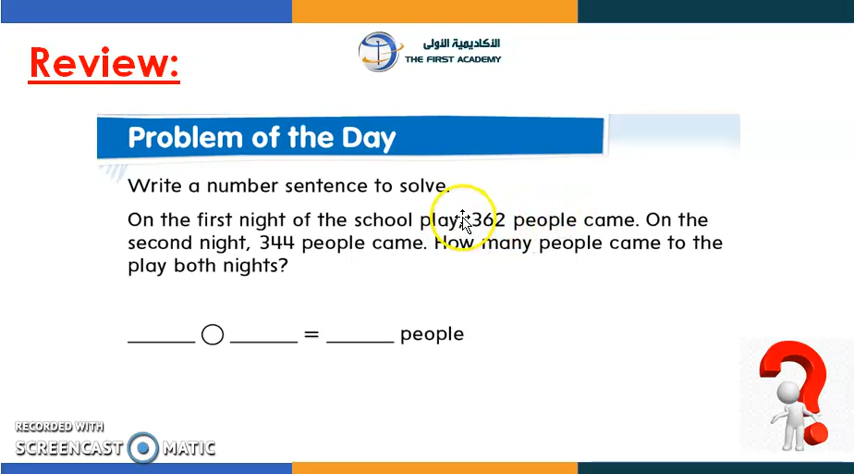 الأكاديمية الأولى
THE FIRST ACADEMY
Review:
Problem of the Day
Write a number sentence to solve.
On the first night of the school play, 362 people came. On the
second night, 344 people came. How many people came to the
play both nights?
______ ◯ ______ = ______ people
RECORDED WITH
SCREENCAST MATIC